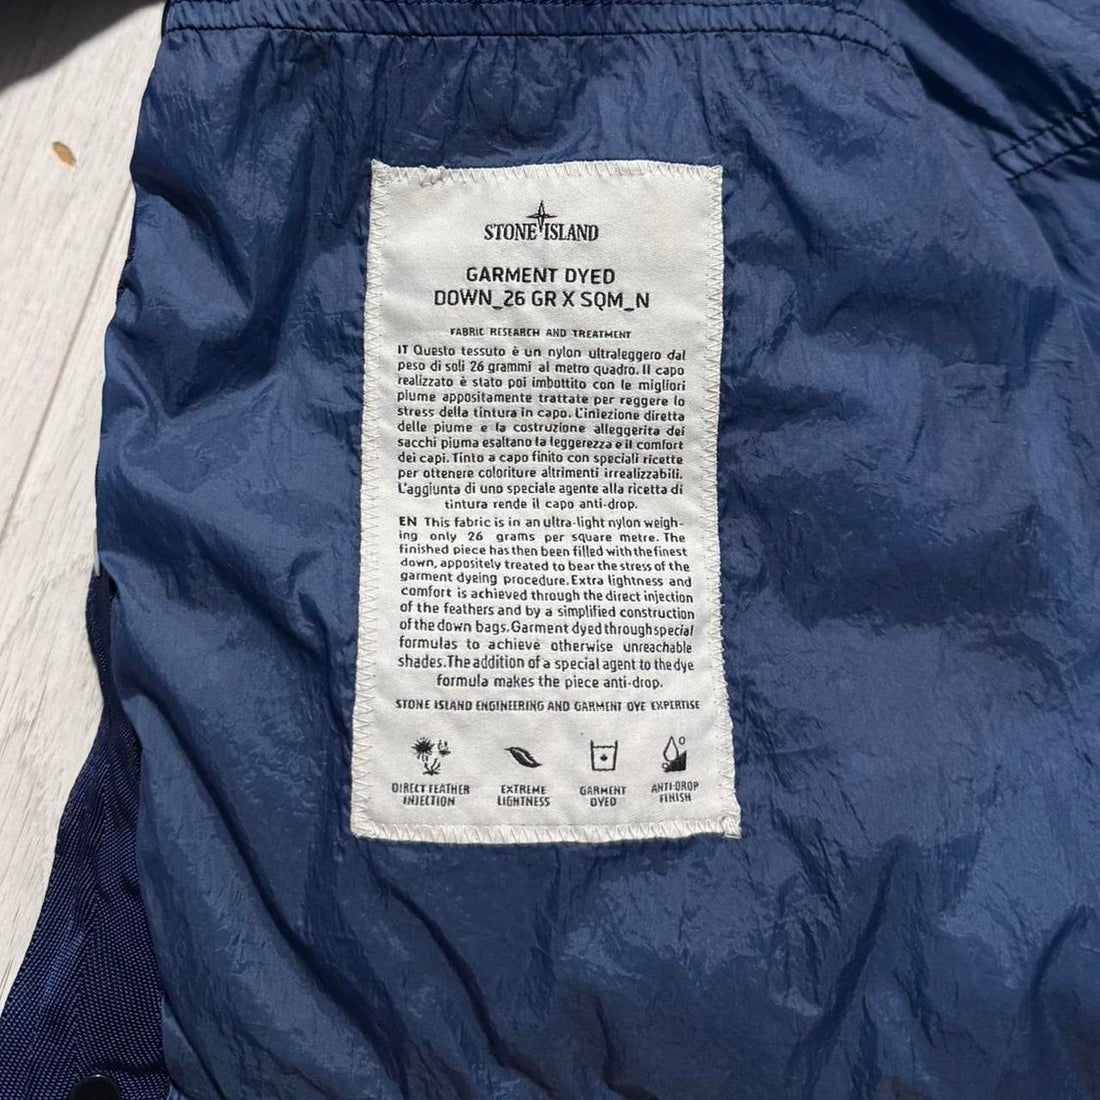 STONE ISLAND
GARMENT DYED
DOWN_26 GR X SQM_N
FABRIC RESEARCH AND TREATMENT
IT Questo tessuto è un nylon ultraleggero dal
peso di soli 26 grammi al metro quadro. Il capo
realizzato è stato poi imbottito con le migliori
piume appositamente trattate per reggere lo
stress della tintura in capo. L'iniezione diretta
delle piume e la costruzione alleggerita dei
sacchi piuma esaltano la leggerezza e il comfort
dei capi. Tinto a capo finito con speciali ricette
per ottenere coloriture altrimenti irrealizzabili.
L'aggiunta di uno speciale agente alla ricetta di
tintura rende il capo anti-drop.
EN This fabric is in an ultra-light nylon weigh-
ing only 26 grams per square metre. The
finished piece has then been filled with the finest
down, appositely treated to bear the stress of the
garment dyeing procedure. Extra lightness and
comfort is achieved through the direct injection
of the feathers and by a simplified construction
of the down bags. Garment dyed through special
formulas to achieve otherwise unreachable
shades. The addition of a special agent to the dye
formula makes the piece anti-drop.
STONE ISLAND ENGINEERING AND GARMENT DYE EXPERTISE
DIRECT FEATHER
INJECTION
EXTREME
LIGHTNESS
GARMENT
DYED
ANTI-DROP
FINISH